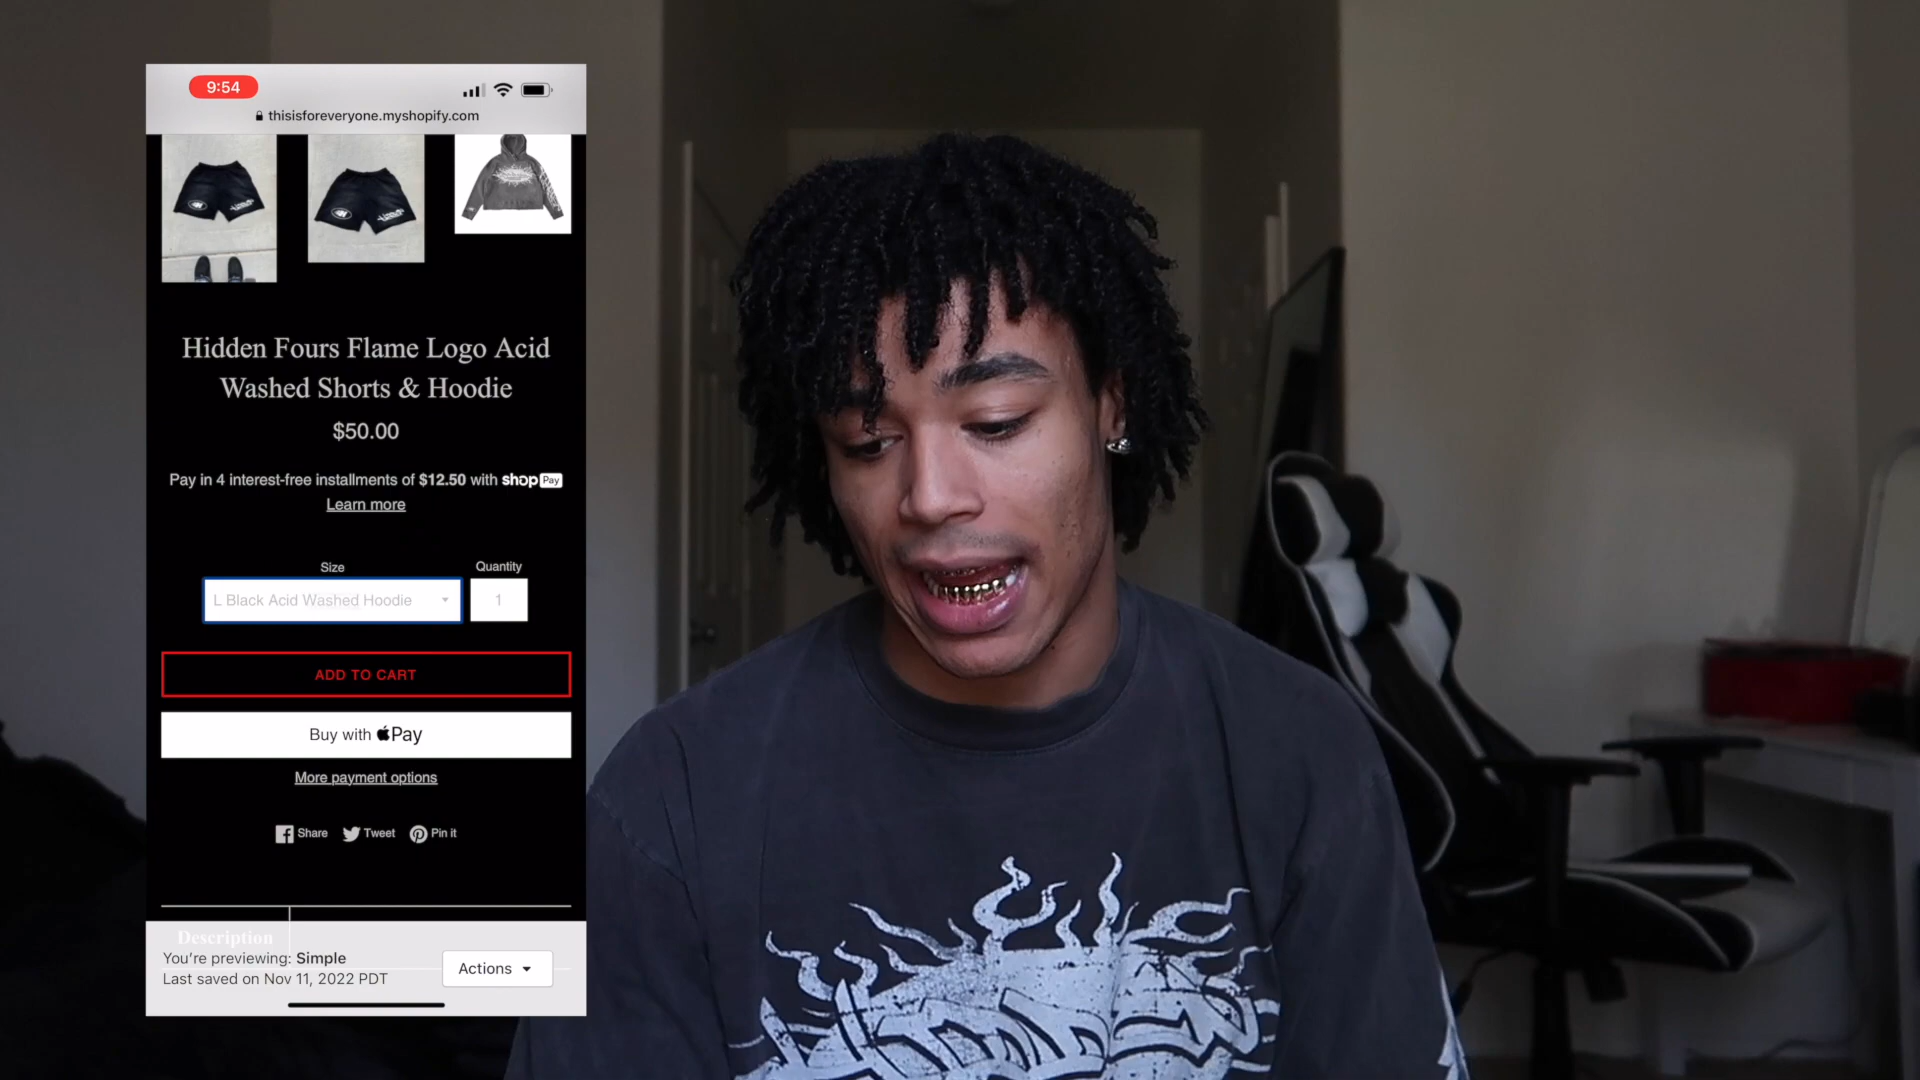 9:54
thisisforeveryone.myshopify.com
Hidden Fours Flame Logo Acid
Washed Shorts & Hoodie
$50.00
Pay in 4 interest-free installments of $12.50 with shop Pay
Learn more
Size
Quantity
L Black Acid Washed Hoodie
1
ADD TO CART
Buy with Pay
More payment options
Share
Tweet
Pin it
Description
You're previewing: Simple
Last saved on Nov 11, 2022 PDT
Actions